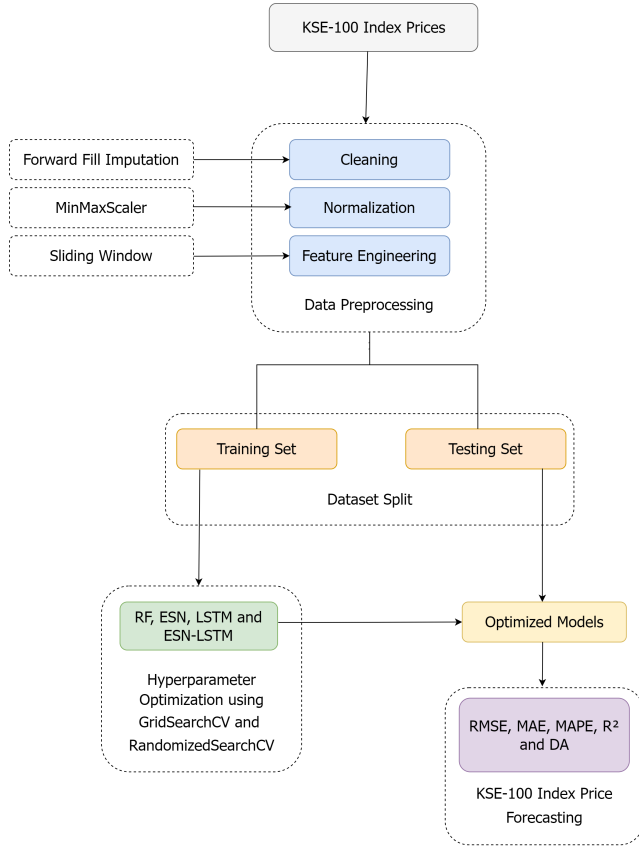 KSE-100 Index Prices
Forward Fill Imputation
Cleaning
MinMaxScaler
Normalization
Sliding Window
Feature Engineering
Data Preprocessing
Training Set
Testing Set
Dataset Split
RF, ESN, LSTM and
ESN-LSTM
Optimized Models
Hyperparameter
Optimization using
GridSearchCV and
RandomizedSearchCV
RMSE, MAE, MAPE, R²
and DA
KSE-100 Index Price
Forecasting